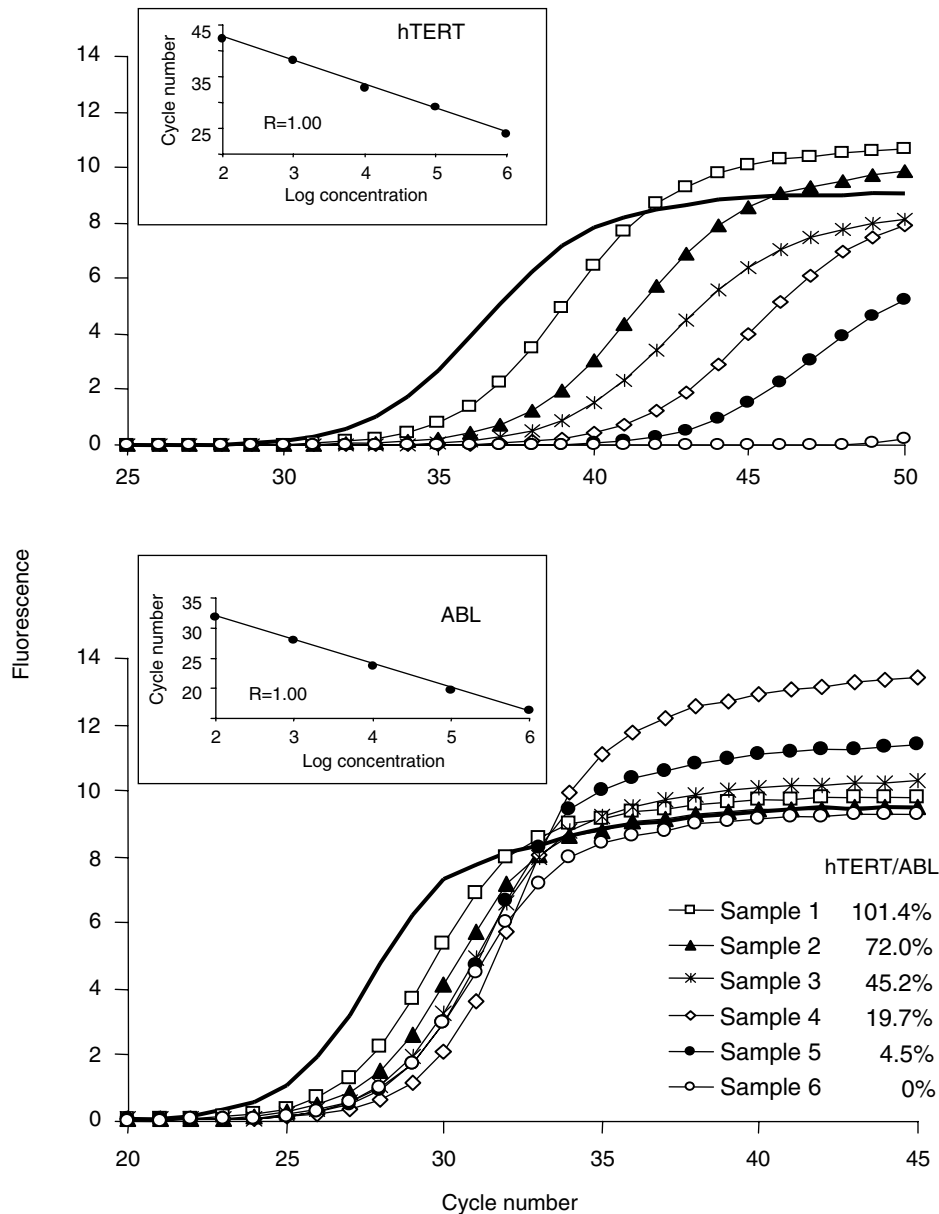 hTERT
45
35
25
Cycle number
R=1.00
2 3 4 5 6
Log concentration
14
12
10
8
6
4
2
0
25 30 35 40 45 50
Fluorescence
ABL
35
30
25
20
Cycle number
R=1.00
2 3 4 5 6
Log concentration
14
12
10
8
6
4
2
0
hTERT/ABL
Sample 1 101.4%
Sample 2 72.0%
Sample 3 45.2%
Sample 4 19.7%
Sample 5 4.5%
Sample 6 0%
20 25 30 35 40 45
Cycle number